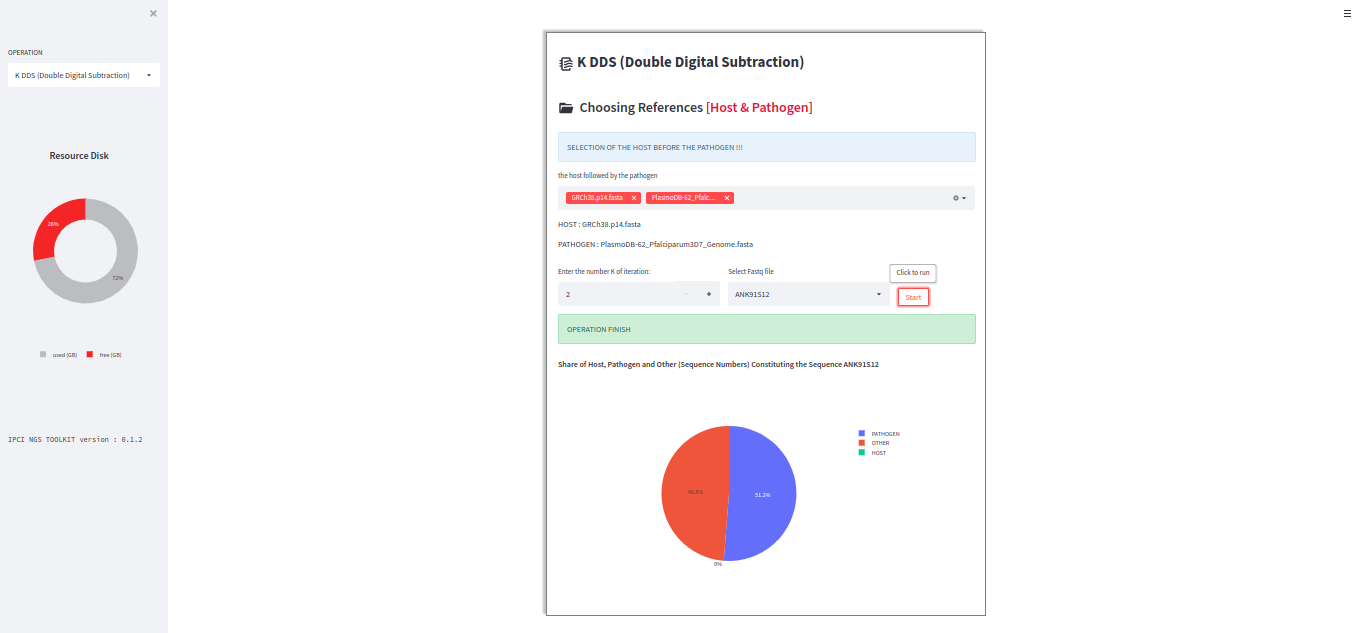 OPERATION
K DDS (Double Digital Subtraction)
Resource Disk
28%
72%
used (GB) free (GB)
IPCI NGS TOOLKIT version : 0.1.2
K DDS (Double Digital Subtraction)
Choosing References [Host & Pathogen]
SELECTION OF THE HOST BEFORE THE PATHOGEN !!!
the host followed by the pathogen
GRCh38.p14.fasta PlasmoDB-62_Pfalc...
HOST : GRCh38.p14.fasta
PATHOGEN : PlasmoDB-62_Pfalciparum3D7_Genome.fasta
Enter the number K of iteration: Select Fastq file Click to run
2 ANK91S12 Start
OPERATION FINISH
Share of Host, Pathogen and Other (Sequence Numbers) Constituting the Sequence ANK91S12
PATHOGEN
OTHER
HOST
48.8% 51.2%
0%